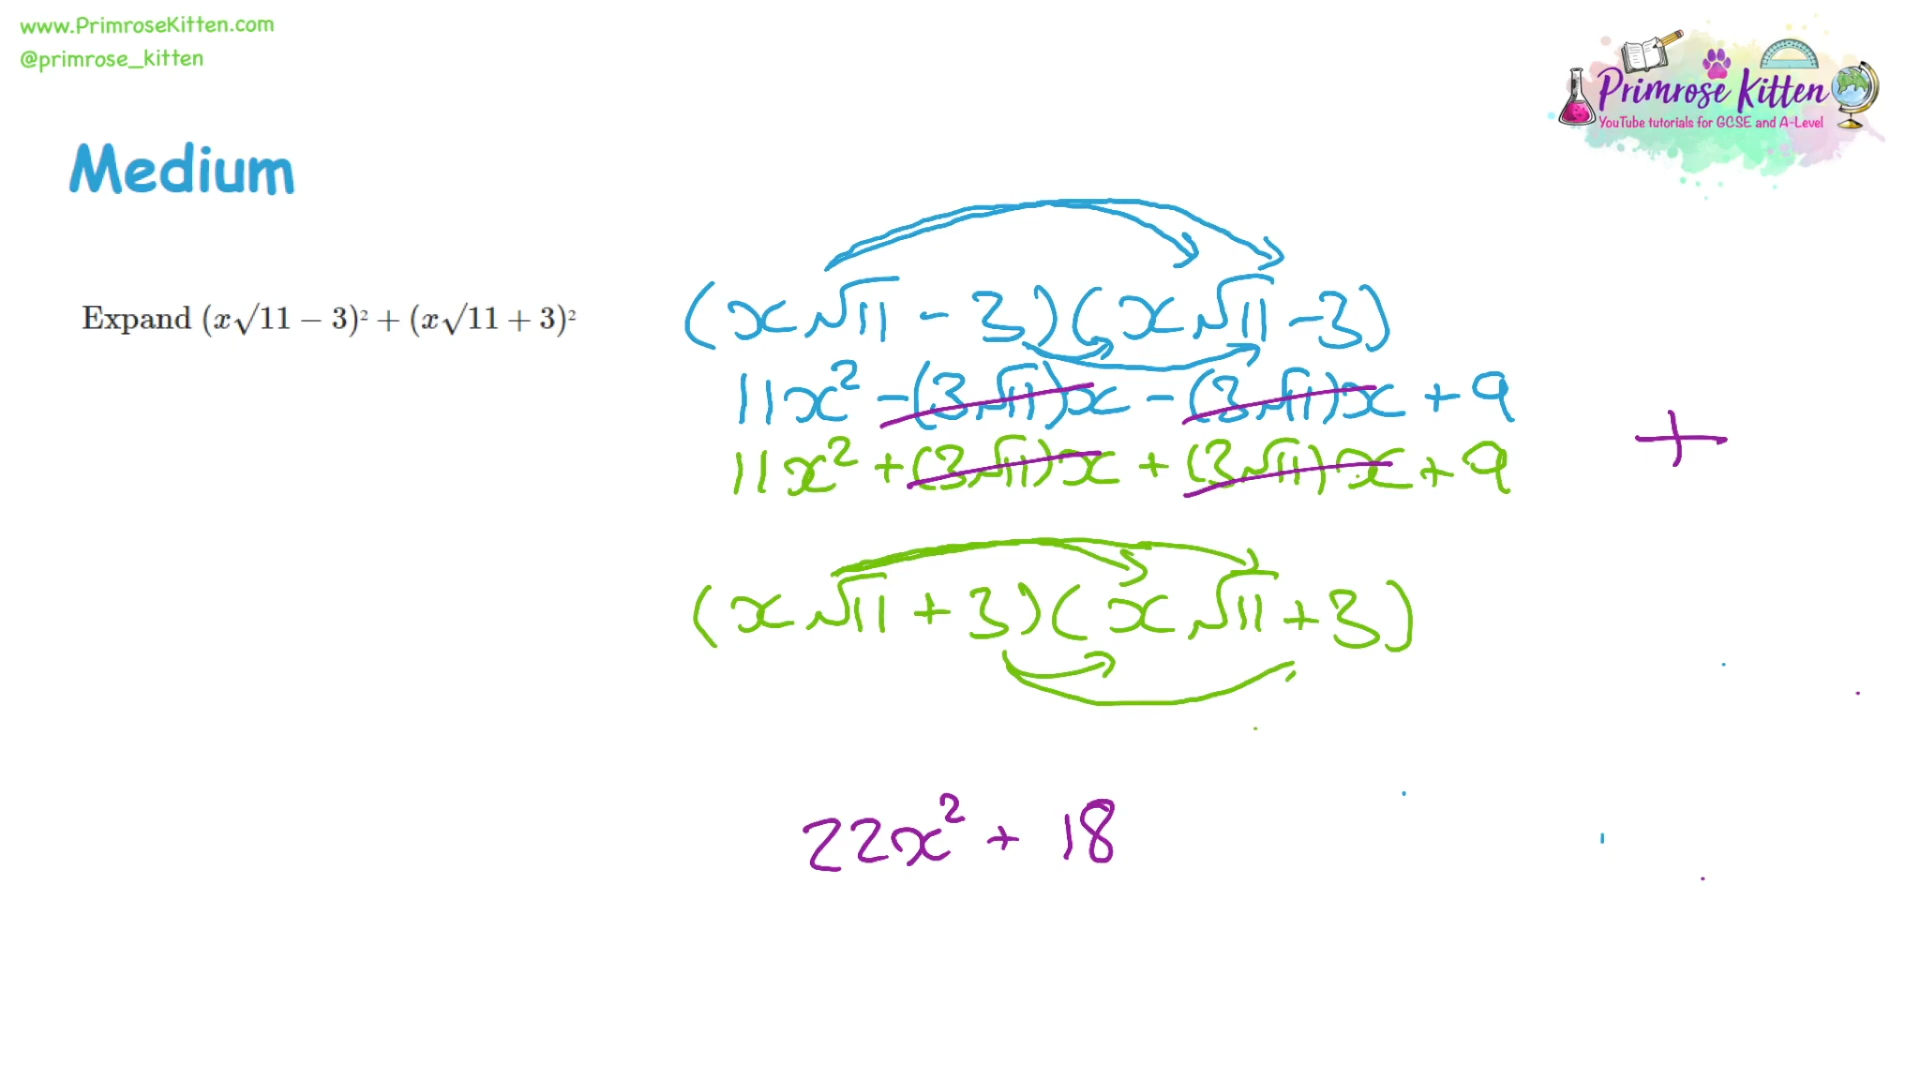 www.PrimroseKitten.com
@primrose_kitten
Primrose Kitten
YouTube tutorials for GCSE and A-Level
Medium
Expand (x√11 − 3)² + (x√11 + 3)²
(x√11 − 3)(x√11 − 3)
11x² − (3√11)x − (3√11)x + 9
11x² + (3√11)x + (3√11)x + 9
+
(x√11 + 3)(x√11 + 3)
22x² + 18